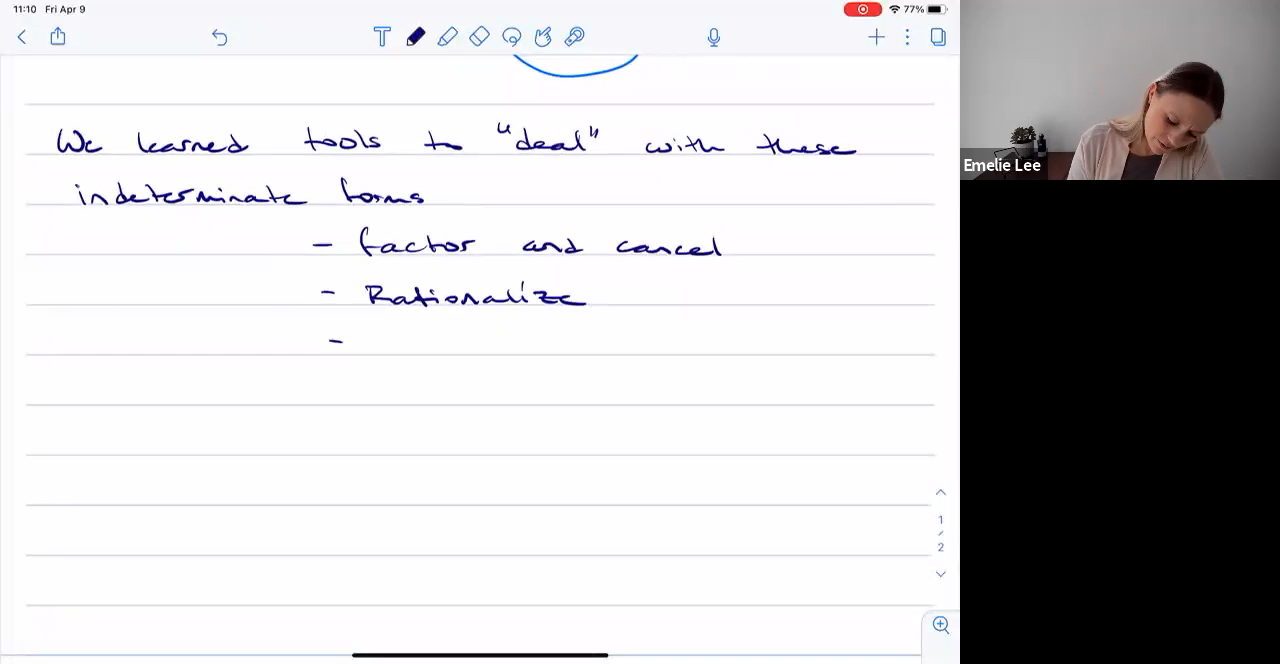 11:10 Fri Apr 9
77%
T
We learned tools to "deal" with these
indeterminate forms
- factor and cancel
- Rationalize
-
Emelie Lee
1
/
2